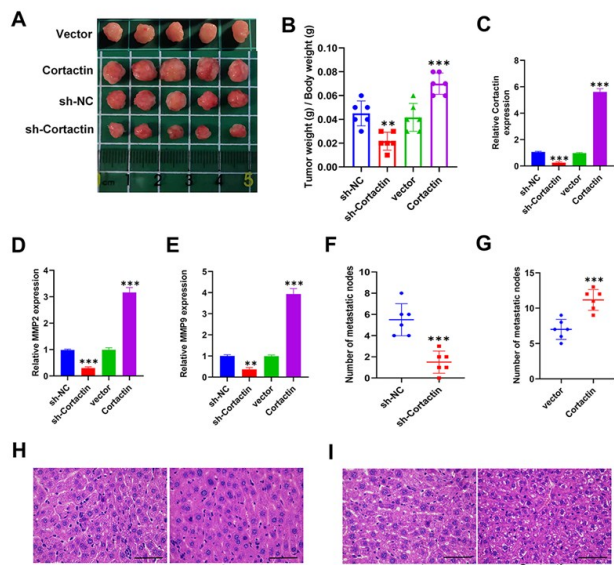 A
Vector
Cortactin
sh-NC
sh-Cortactin
cm 1 2 3 4 5
B
Tumor weight (g) / Body weight (g)
0.10
0.08
0.06
0.04
0.02
0.00
**
***
sh-NC
sh-Cortactin
vector
Cortactin
C
Relative Cortactin
expression
8
6
4
2
0
***
***
sh-NC
sh-Cortactin
vector
Cortactin
D
Relative MMP2 expression
4
3
2
1
0
***
***
sh-NC
sh-Cortactin
vector
Cortactin
E
Relative MMP9 expression
5
4
3
2
1
0
**
***
sh-NC
sh-Cortactin
vector
Cortactin
F
Number of metastatic nodes
10
8
6
4
2
0
***
sh-NC
sh-Cortactin
G
Number of metastatic nodes
15
10
5
0
***
vector
Cortactin
H
I